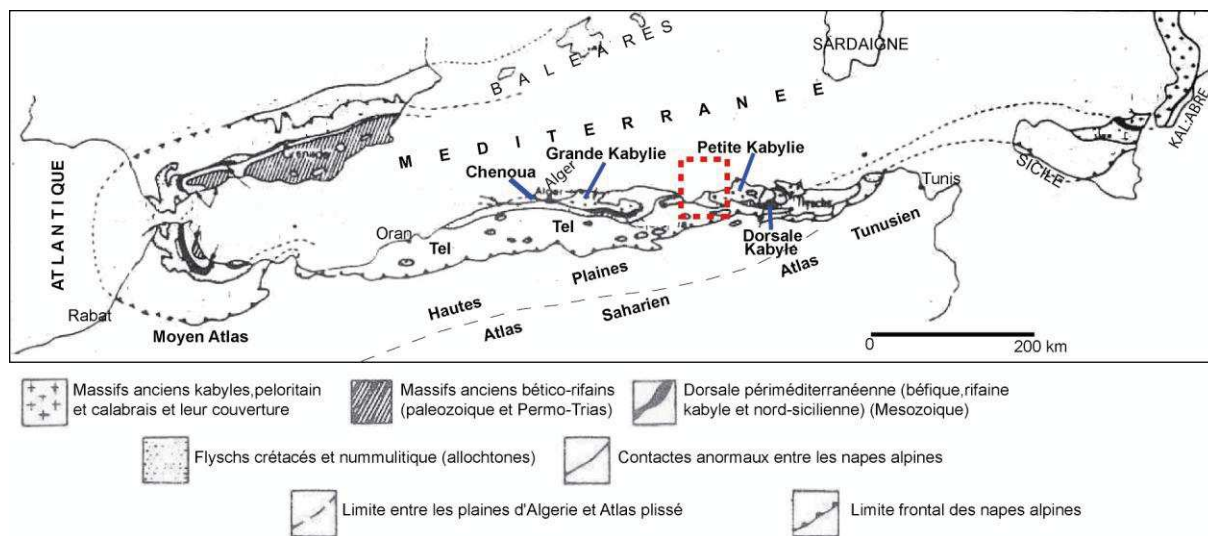 BALEARES
SARDAIGNE
KALABRE
SICILE
MEDITERRANEE
ATLANTIQUE
Grande Kabylie
Petite Kabylie
Chenoua
Alger
Alger
Tunis
Oran
Tel
Tel
Dorsale
Kabyle
Tunusien
Plaines
Atlas
Hautes
Saharien
Atlas
Rabat
Moyen Atlas
0 200 km
Massifs anciens kabyles,peloritain
et calabrais et leur couverture
Massifs anciens bético-rifains
(paleozoique et Permo-Trias)
Dorsale périméditerranéenne (béfique,rifaine
kabyle et nord-sicilienne) (Mesozoique)
Flyschs crétacés et nummulitique (allochtones)
Contactes anormaux entre les napes alpines
Limite entre les plaines d'Algerie et Atlas plissé
Limite frontal des napes alpines